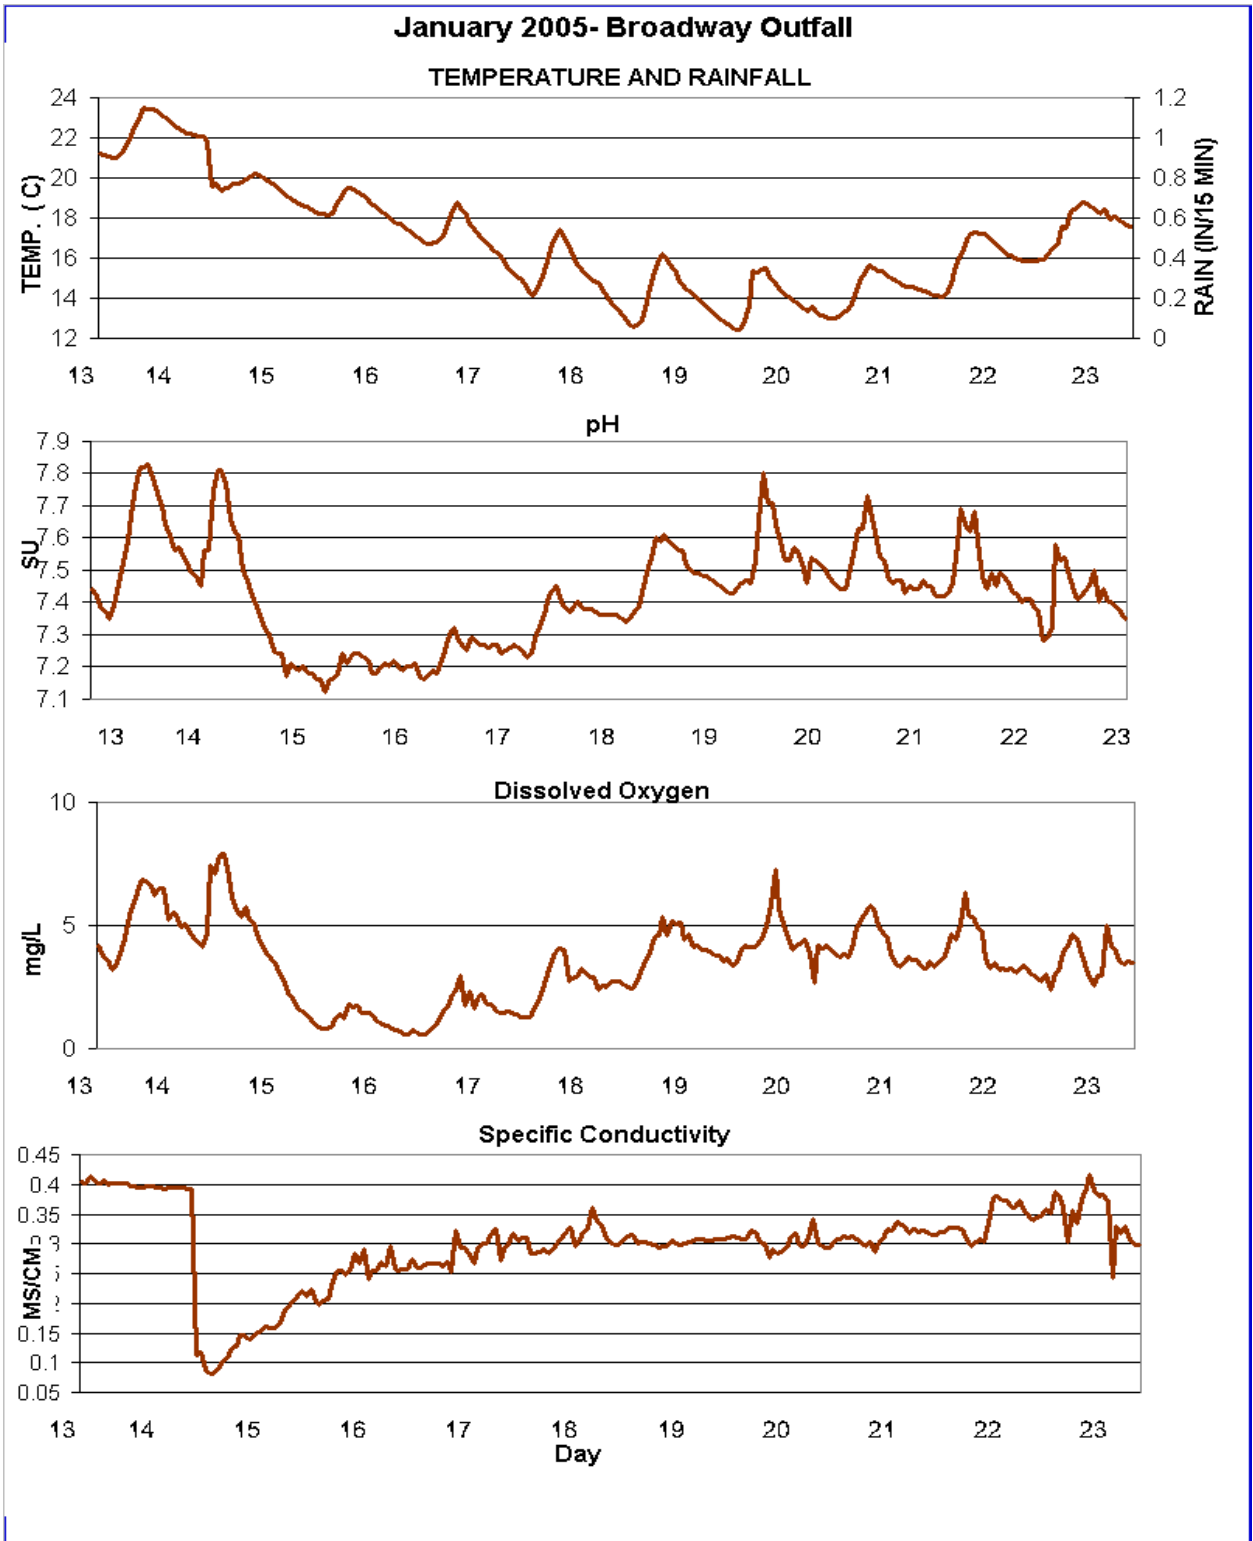 January 2005- Broadway Outfall
TEMPERATURE AND RAINFALL
24 1.2
22 1
20 0.8
18 0.6
16 0.4
14 0.2
12 0
TEMP. ( C)
RAIN (IN/15 MIN)
13 14 15 16 17 18 19 20 21 22 23
pH
7.9
7.8
7.7
7.6
7.5
7.4
7.3
7.2
7.1
SU
13 14 15 16 17 18 19 20 21 22 23
Dissolved Oxygen
10
5
0
mg/L
13 14 15 16 17 18 19 20 21 22 23
Specific Conductivity
0.45
0.4
0.35
0.15
0.1
0.05
MS/CM
13 14 15 16 17 18 19 20 21 22 23
Day